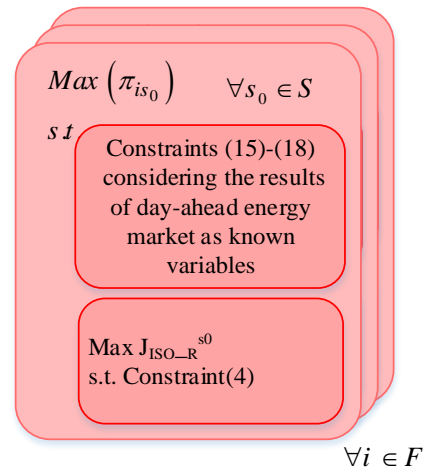 Max (π_{is_0}) ∀s_0 ∈ S
s.t
Constraints (15)-(18)
considering the results
of day-ahead energy
market as known
variables
Max J_{ISO_R}^{s0}
s.t. Constraint(4)
∀i ∈ F